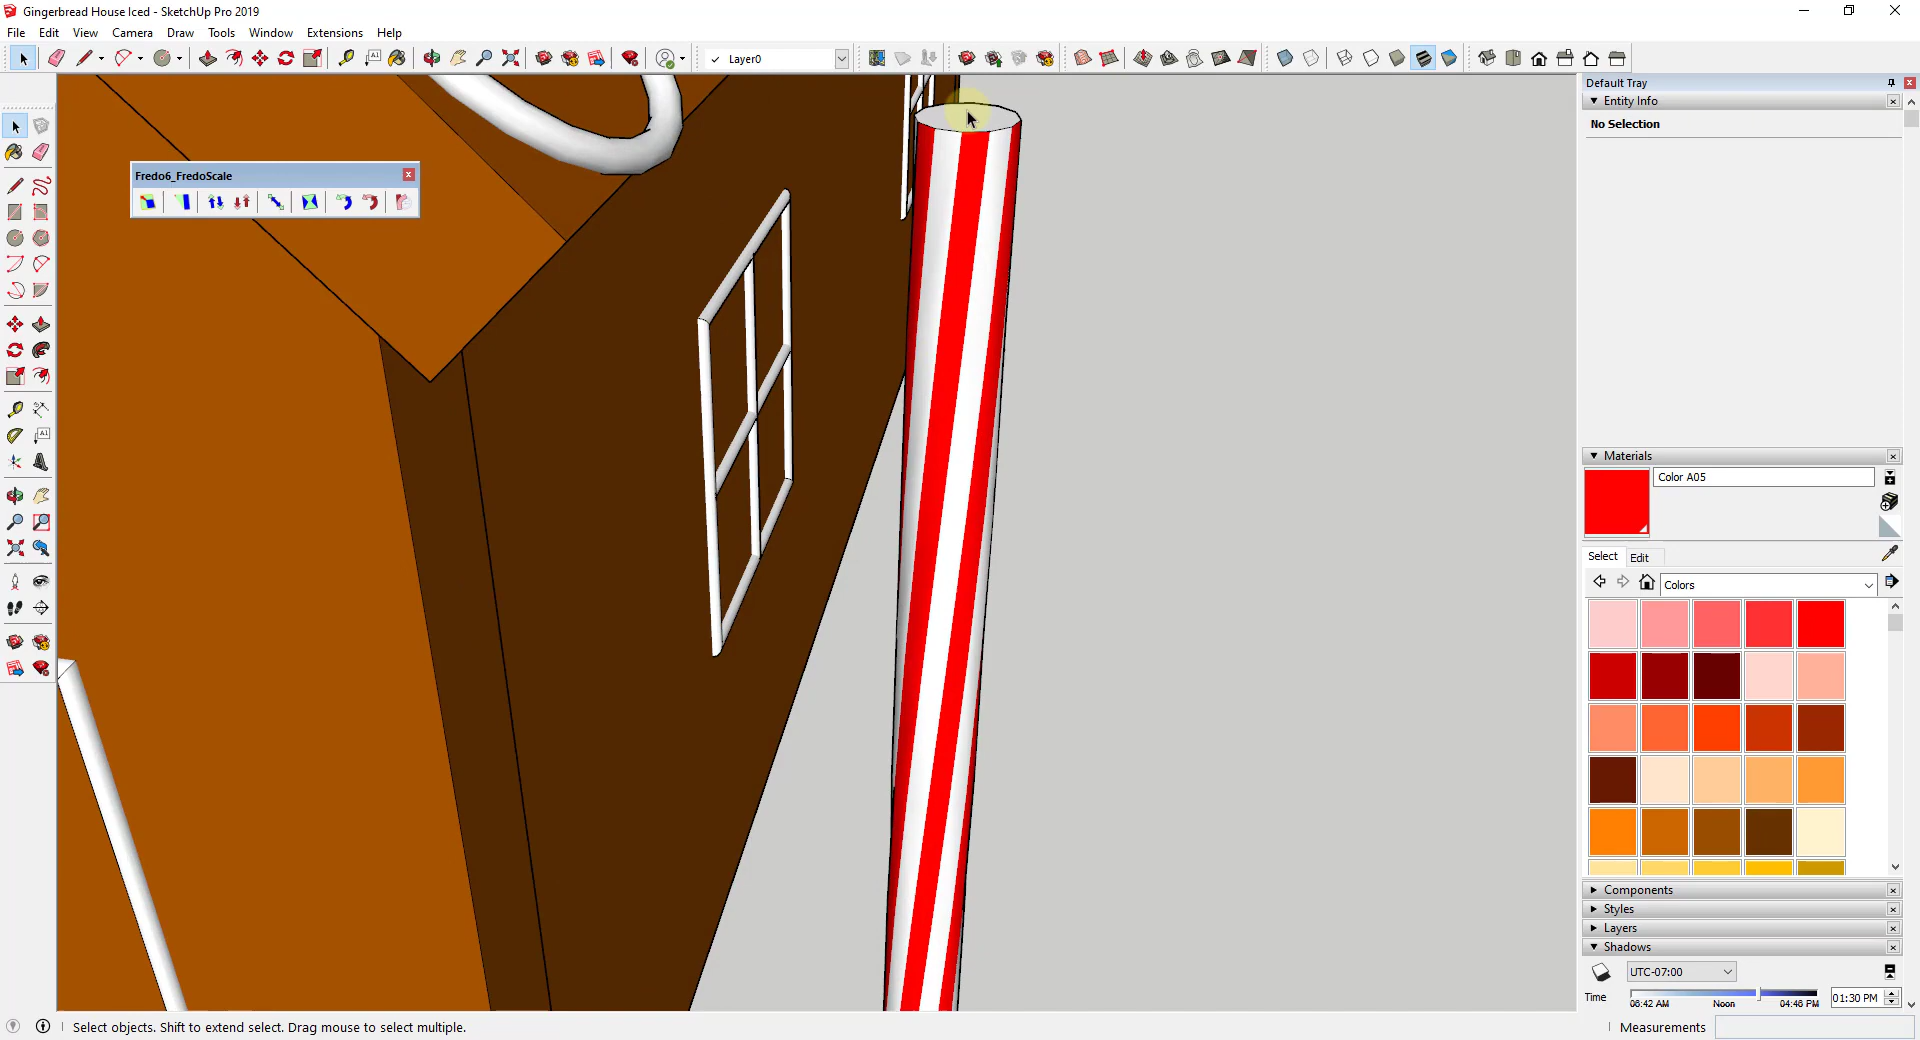 Gingerbread House Iced - SketchUp Pro 2019
File Edit View Camera Draw Tools Window Extensions Help
Layer0
Default Tray
Entity Info
No Selection
Fredo6_FredoScale
A1
A1
Materials
Color A05
Select Edit
Colors
Components
Styles
Layers
Shadows
UTC-07:00
Time
06:42 AM Noon 04:46 PM
01:30 PM
Select objects. Shift to extend select. Drag mouse to select multiple.
Measurements